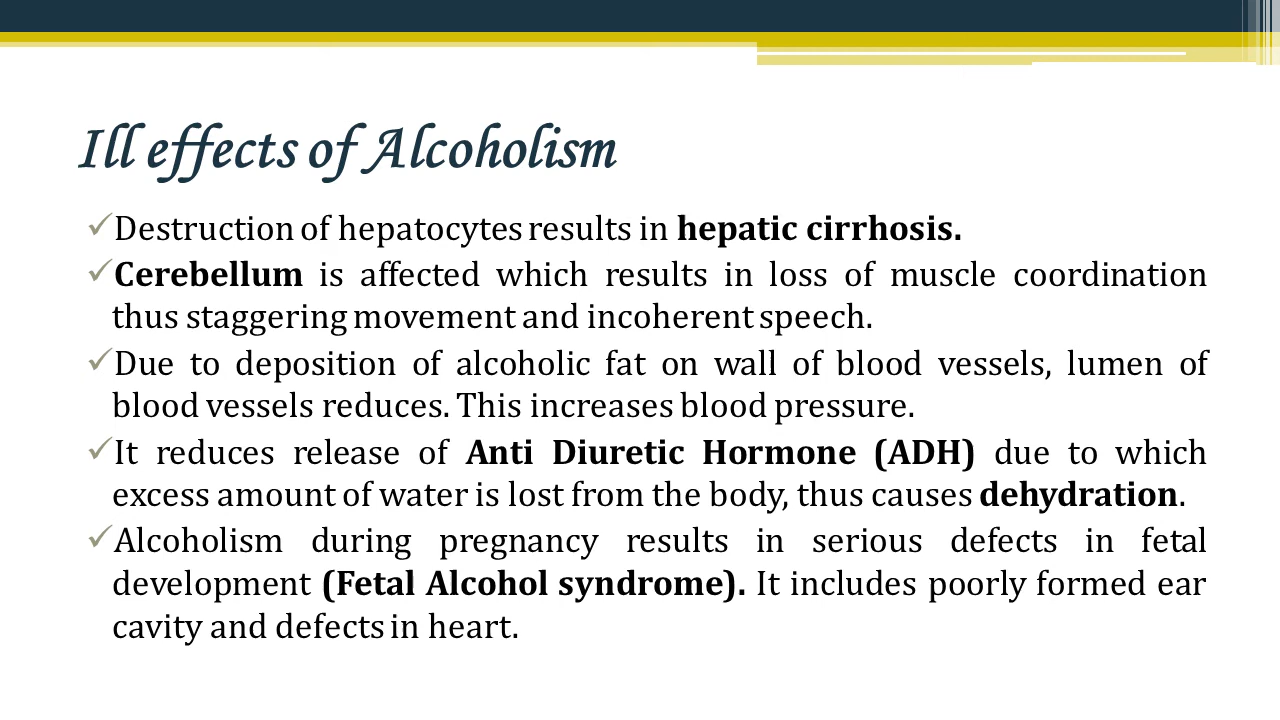 Ill effects of Alcoholism
✓Destruction of hepatocytes results in hepatic cirrhosis.
✓Cerebellum is affected which results in loss of muscle coordination
thus staggering movement and incoherent speech.
✓Due to deposition of alcoholic fat on wall of blood vessels, lumen of
blood vessels reduces. This increases blood pressure.
✓It reduces release of Anti Diuretic Hormone (ADH) due to which
excess amount of water is lost from the body, thus causes dehydration.
✓Alcoholism during pregnancy results in serious defects in fetal
development (Fetal Alcohol syndrome). It includes poorly formed ear
cavity and defects in heart.